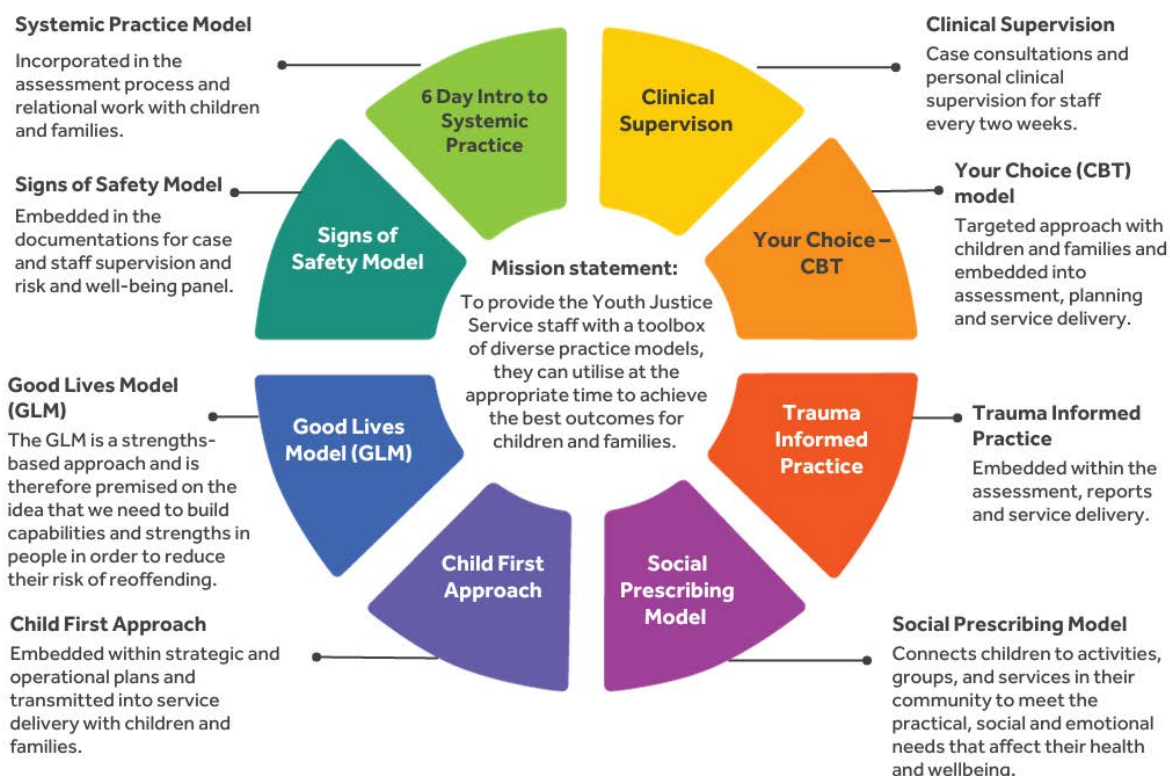 Systemic Practice Model
Incorporated in the
assessment process and
relational work with children
and families.
Signs of Safety Model
Embedded in the
documentations for case
and staff supervision and
risk and well-being panel.
Good Lives Model
(GLM)
The GLM is a strengths-
based approach and is
therefore premised on the
idea that we need to build
capabilities and strengths in
people in order to reduce
their risk of reoffending.
Child First Approach
Embedded within strategic and
operational plans and
transmitted into service
delivery with children and
families.
6 Day Intro to
Systemic
Practice
Clinical
Supervison
Signs of
Safety Model
Your Choice –
CBT
Mission statement:
To provide the Youth Justice
Service staff with a toolbox
of diverse practice models,
they can utilise at the
appropriate time to achieve
the best outcomes for
children and families.
Good Lives
Model (GLM)
Trauma
Informed
Practice
Child First
Approach
Social
Prescribing
Model
Clinical Supervision
Case consultations and
personal clinical
supervision for staff
every two weeks.
Your Choice (CBT)
model
Targeted approach with
children and families and
embedded into
assessment, planning
and service delivery.
Trauma Informed
Practice
Embedded within the
assessment, reports
and service delivery.
Social Prescribing Model
Connects children to activities,
groups, and services in their
community to meet the
practical, social and emotional
needs that affect their health
and wellbeing.